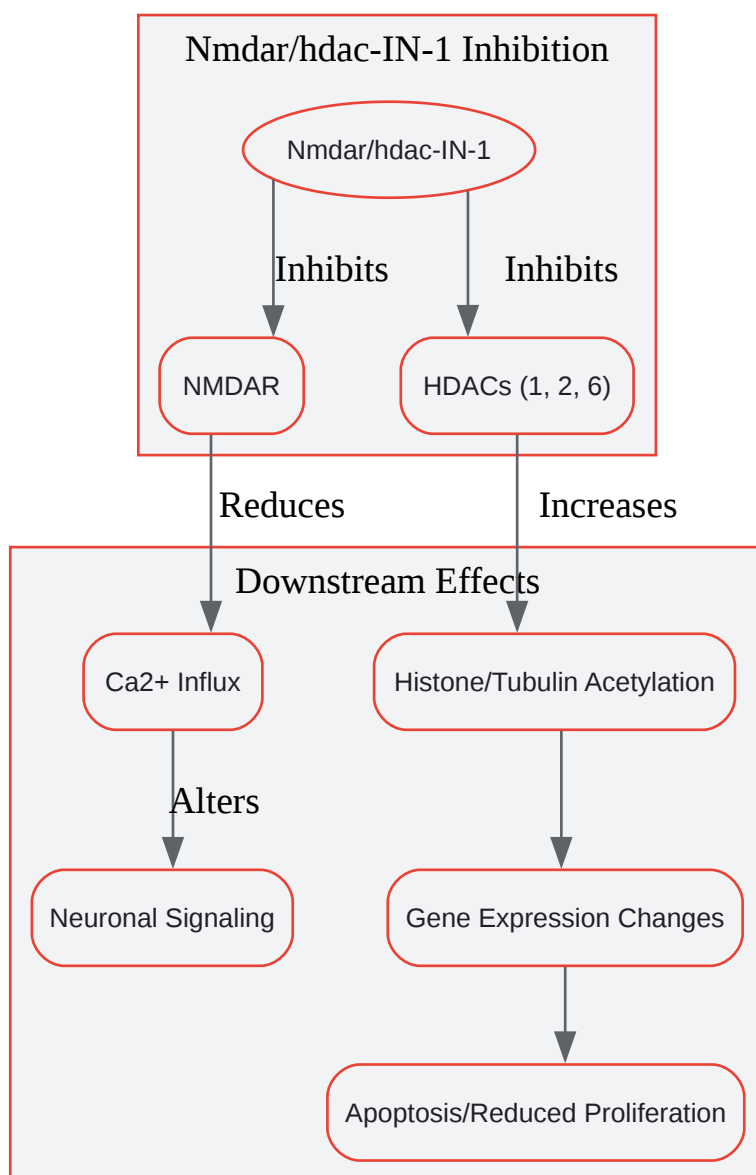 Nmdar/hdac-IN-1 Inhibition
Nmdar/hdac-IN-1
Inhibits
Inhibits
NMDAR
HDACs (1, 2, 6)
Reduces
Increases
Downstream Effects
Ca2+ Influx
Histone/Tubulin Acetylation
Alters
Neuronal Signaling
Gene Expression Changes
Apoptosis/Reduced Proliferation